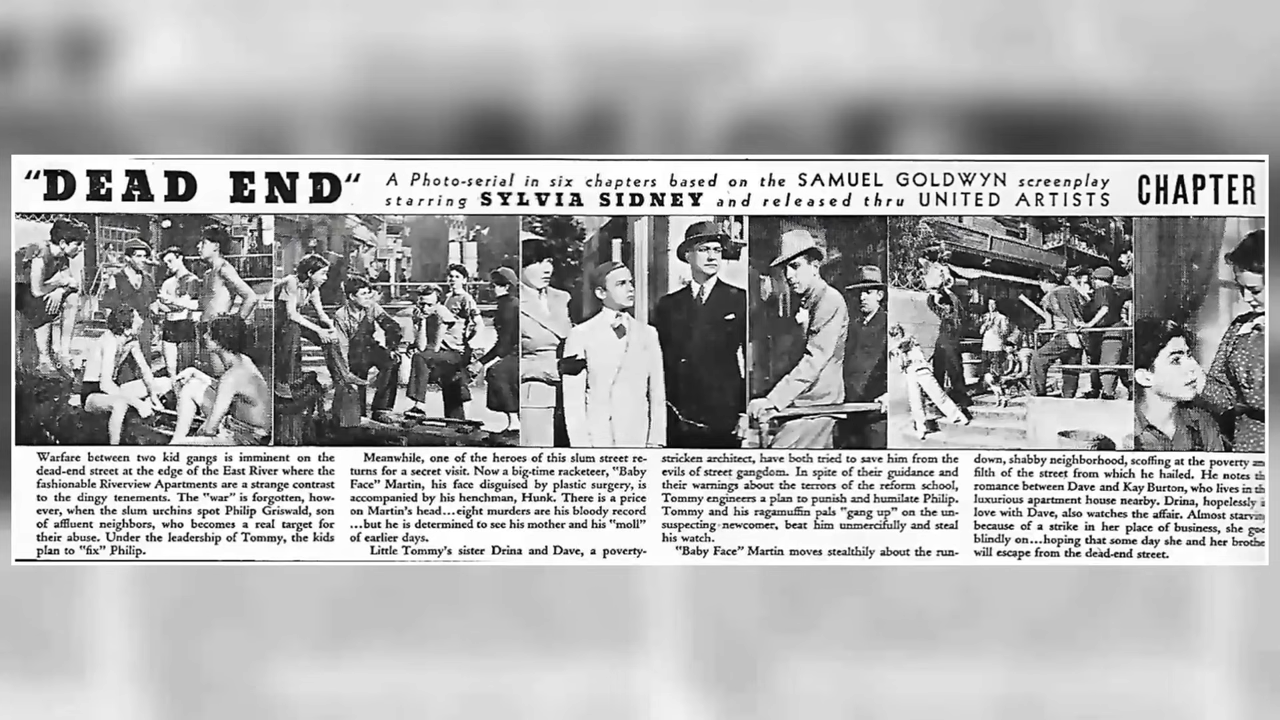 "DEAD END"
A Photo-serial in six chapters based on the SAMUEL GOLDWYN screenplay
starring SYLVIA SIDNEY and released thru UNITED ARTISTS
CHAPTER
Warfare between two kid gangs is imminent on the
dead-end street at the edge of the East River where the
fashionable Riverview Apartments are a strange contrast
to the dingy tenements. The "war" is forgotten, how-
ever, when the slum urchins spot Philip Griswald, son
of affluent neighbors, who becomes a real target for
their abuse. Under the leadership of Tommy, the kids
plan to "fix" Philip.
Meanwhile, one of the heroes of this slum street re-
turns for a secret visit. Now a big-time racketeer, "Baby
Face" Martin, his face disguised by plastic surgery, is
accompanied by his henchman, Hunk. There is a price
on Martin's head...eight murders are his bloody record
...but he is determined to see his mother and his "moll"
of earlier days.
Little Tommy's sister Drina and Dave, a poverty-
stricken architect, have both tried to save him from the
evils of street gangdom. In spite of their guidance and
their warnings about the terrors of the reform school,
Tommy engineers a plan to punish and humilate Philip.
Tommy and his ragamuffin pals "gang up" on the un-
suspecting newcomer, beat him unmercifully and steal
his watch.
"Baby Face" Martin moves stealthily about the run-
down, shabby neighborhood, scoffing at the poverty
filth of the street from which he hailed. He notes
romance between Dave and Kay Burton, who lives in
luxurious apartment house nearby. Drina, hopelessly
love with Dave, also watches the affair. Almost
because of a strike in her place of business, she
blindly on...hoping that some day she and her
will escape from the dead-end street.